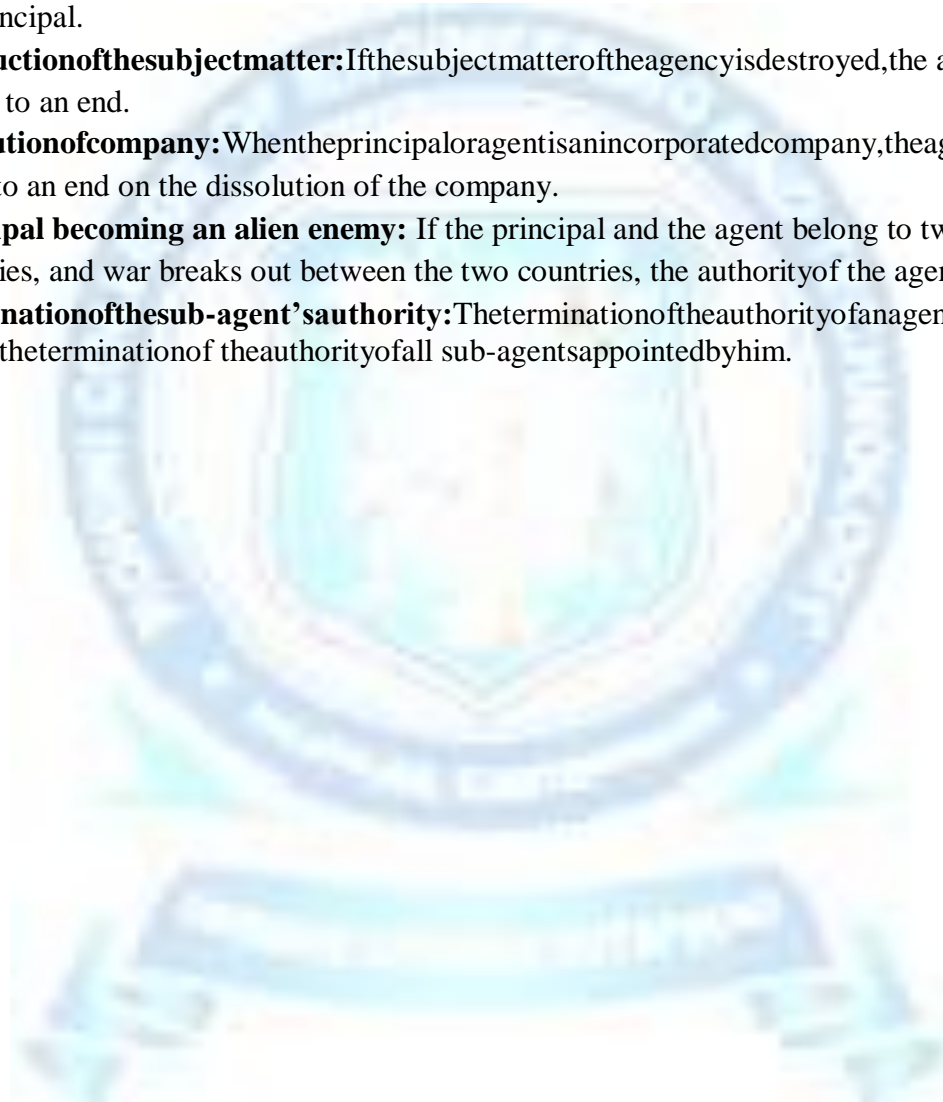 ncipal.
uctionofthesubjectmatter:Ifthesubjectmatteroftheagencyisdestroyed,the a
to an end.
utionofcompany:Whentheprincipaloragentisanincorporatedcompany,theag
to an end on the dissolution of the company.
ipal becoming an alien enemy: If the principal and the agent belong to tw
ies, and war breaks out between the two countries, the authorityof the agen
nationofthesub-agent’sauthority:Theterminationoftheauthorityofanagen
theterminationof theauthorityofall sub-agentsappointedbyhim.